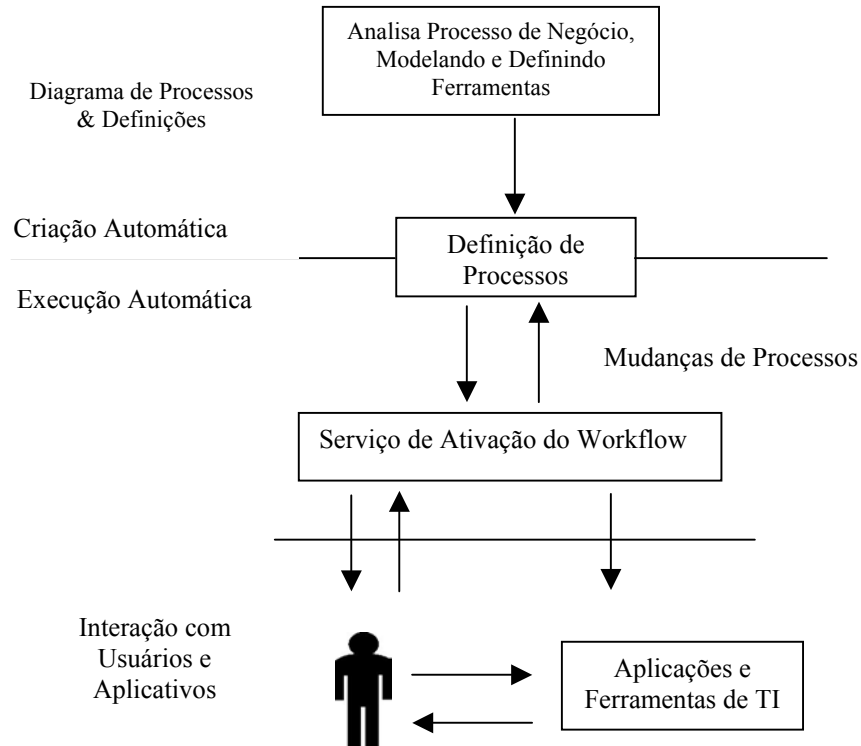 Analisa Processo de Negócio,
Modelando e Definindo
Ferramentas
Diagrama de Processos
& Definições
Criação Automática
Definição de
Processos
Execução Automática
Mudanças de Processos
Serviço de Ativação do Workflow
Interação com
Usuários e
Aplicativos
Aplicações e
Ferramentas de TI